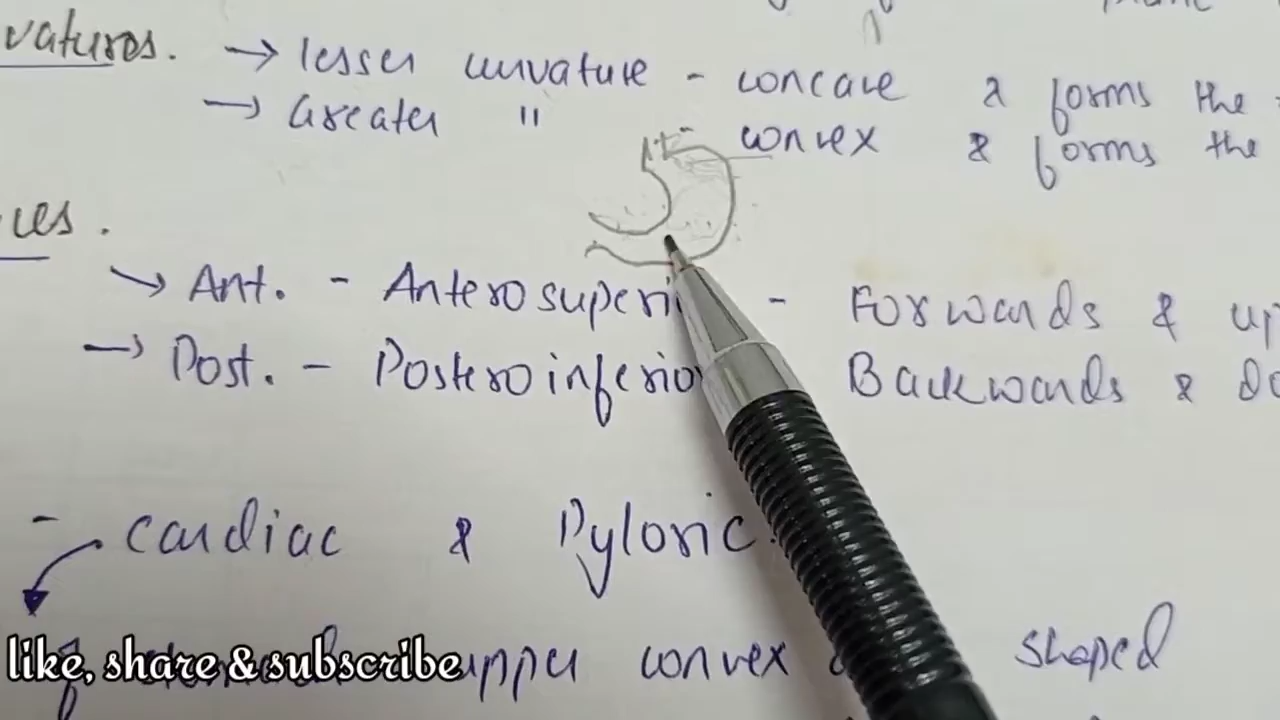 vatures. → lesser curvature - concave & forms the
→ Greater " convex & forms the
ces.
→ Ant. - Anterosuperi - Forwards & up
→ Post. - Posteroinferior Backwards & do
- Cardiac & Pyloric.
upper convex shaped
like, share & subscribe